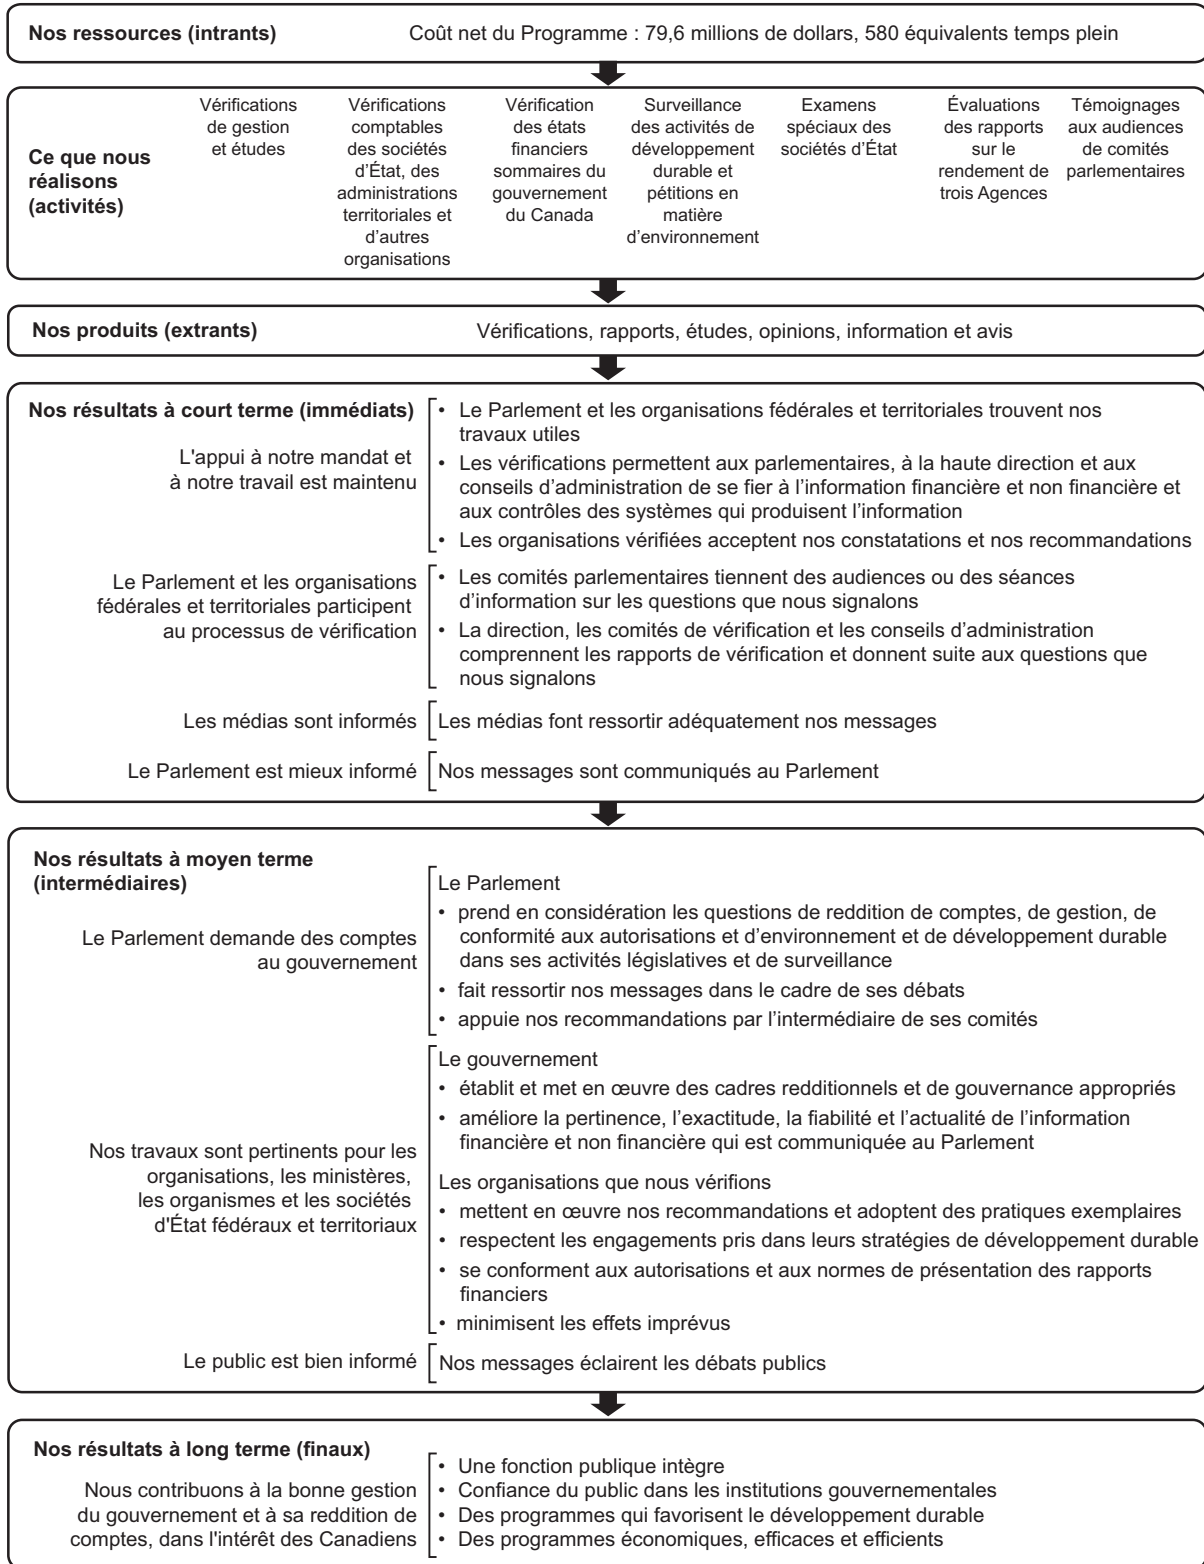 Nos ressources (intrants)
Coût net du Programme : 79,6 millions de dollars, 580 équivalents temps plein
Ce que nous
réalisons
(activités)
Vérifications
de gestion
et études
Vérifications
comptables
des sociétés
d’État, des
administrations
territoriales et
d’autres
organisations
Vérification
des états
financiers
sommaires du
gouvernement
du Canada
Surveillance
des activités de
développement
durable et
pétitions en
matière
d’environnement
Examens
spéciaux des
sociétés d’État
Évaluations
des rapports
sur le
rendement de
trois Agences
Témoignages
aux audiences
de comités
parlementaires
Nos produits (extrants)
Vérifications, rapports, études, opinions, information et avis
Nos résultats à court terme (immédiats)
L'appui à notre mandat et
à notre travail est maintenu
• Le Parlement et les organisations fédérales et territoriales trouvent nos
travaux utiles
• Les vérifications permettent aux parlementaires, à la haute direction et aux
conseils d’administration de se fier à l’information financière et non financière et
aux contrôles des systèmes qui produisent l’information
• Les organisations vérifiées acceptent nos constatations et nos recommandations
Le Parlement et les organisations
fédérales et territoriales participent
au processus de vérification
• Les comités parlementaires tiennent des audiences ou des séances
d’information sur les questions que nous signalons
• La direction, les comités de vérification et les conseils d’administration
comprennent les rapports de vérification et donnent suite aux questions que
nous signalons
Les médias sont informés
Les médias font ressortir adéquatement nos messages
Le Parlement est mieux informé
Nos messages sont communiqués au Parlement
Nos résultats à moyen terme
(intermédiaires)
Le Parlement demande des comptes
au gouvernement
Le Parlement
• prend en considération les questions de reddition de comptes, de gestion, de
conformité aux autorisations et d’environnement et de développement durable
dans ses activités législatives et de surveillance
• fait ressortir nos messages dans le cadre de ses débats
• appuie nos recommandations par l’intermédiaire de ses comités
Nos travaux sont pertinents pour les
organisations, les ministères,
les organismes et les sociétés
d'État fédéraux et territoriaux
Le gouvernement
• établit et met en œuvre des cadres redditionnels et de gouvernance appropriés
• améliore la pertinence, l’exactitude, la fiabilité et l’actualité de l’information
financière et non financière qui est communiquée au Parlement
Les organisations que nous vérifions
• mettent en œuvre nos recommandations et adoptent des pratiques exemplaires
• respectent les engagements pris dans leurs stratégies de développement durable
• se conforment aux autorisations et aux normes de présentation des rapports
financiers
• minimisent les effets imprévus
Le public est bien informé
Nos messages éclairent les débats publics
Nos résultats à long terme (finaux)
Nous contribuons à la bonne gestion
du gouvernement et à sa reddition de
comptes, dans l'intérêt des Canadiens
• Une fonction publique intègre
• Confiance du public dans les institutions gouvernementales
• Des programmes qui favorisent le développement durable
• Des programmes économiques, efficaces et efficients